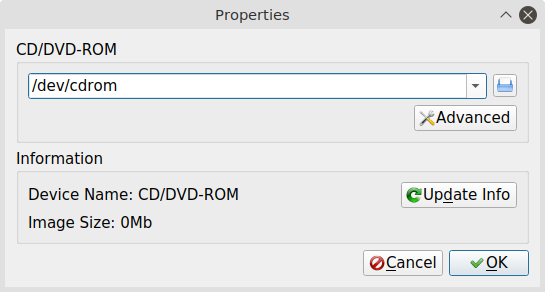 Properties
CD/DVD-ROM
/dev/cdrom
Advanced
Information
Device Name: CD/DVD-ROM
Update Info
Image Size: 0Mb
Cancel
OK